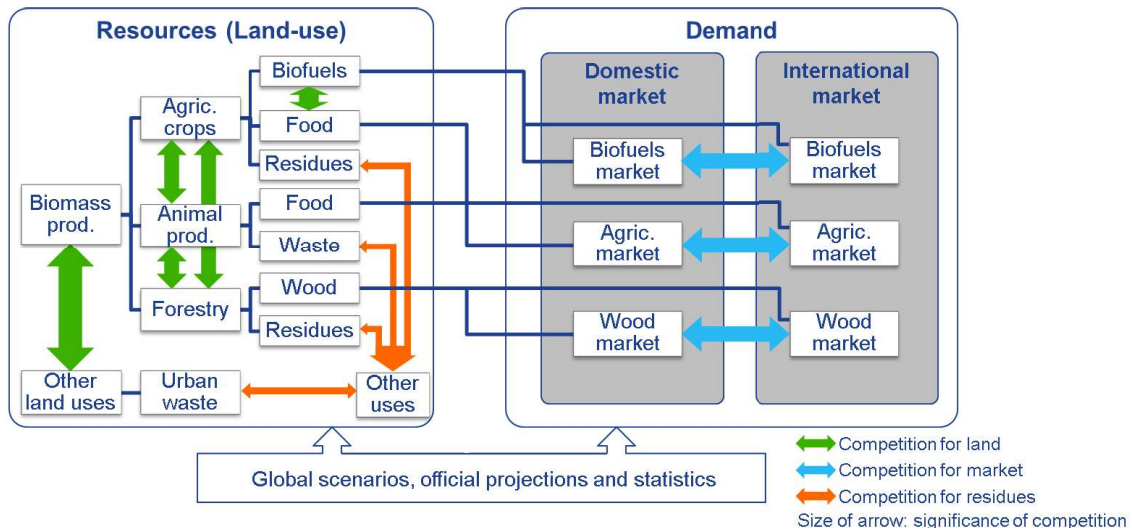 Resources (Land-use)
Biomass
prod.
Agric.
crops
Animal
prod.
Forestry
Biofuels
Food
Residues
Food
Waste
Wood
Residues
Other
land uses
Urban
waste
Other
uses
Demand
Domestic
market
International
market
Biofuels
market
Biofuels
market
Agric.
market
Agric.
market
Wood
market
Wood
market
Global scenarios, official projections and statistics
Competition for land
Competition for market
Competition for residues
Size of arrow: significance of competition